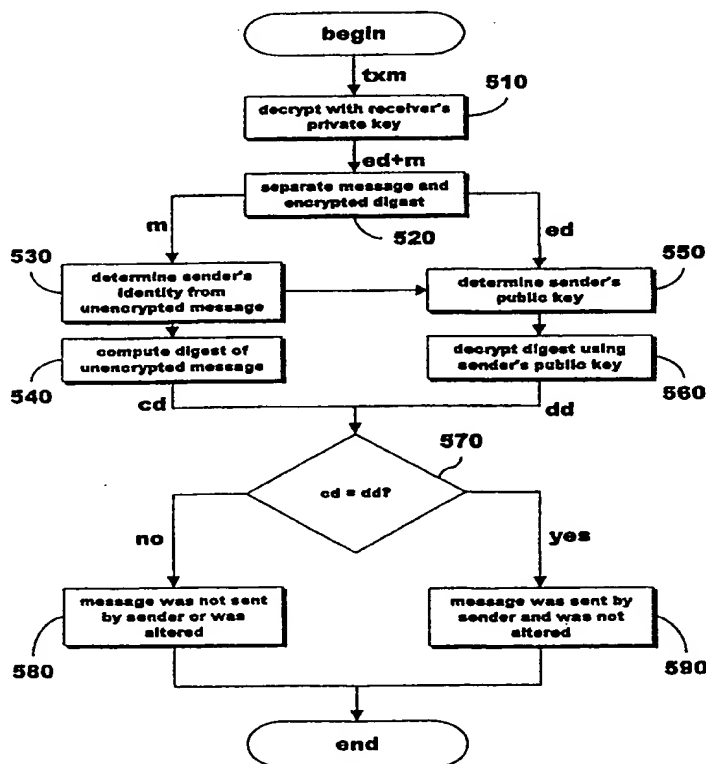 begin
txm
510
decrypt with receiver's
private key
ed+m
separate message and
encrypted digest
m
520
ed
530
determine sender's
identity from
unencrypted message
550
determine sender's
public key
540
compute digest of
unencrypted message
decrypt digest using
sender's public key
560
cd
dd
570
cd = dd?
no
yes
message was not sent
by sender or was
altered
580
message was sent by
sender and was not
altered
590
end